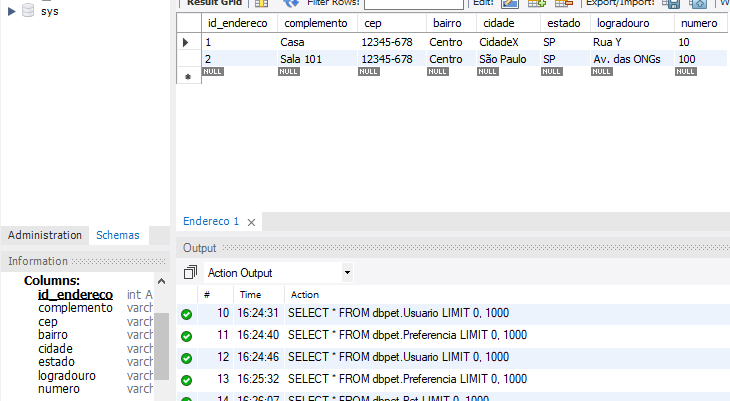 sys
Result Grid Filter Rows: Edit: Export/Import:
id_endereco complemento cep bairro cidade estado logradouro numero
1 Casa 12345-678 Centro CidadeX SP Rua Y 10
2 Sala 101 12345-678 Centro São Paulo SP Av. das ONGs 100
NULL NULL NULL NULL NULL NULL NULL NULL
Endereco 1
Administration Schemas
Information
Columns:
id_endereco int A
complemento varch
cep varch
bairro varch
cidade varch
estado varch
logradouro varch
numero varch
Output
Action Output
# Time Action
10 16:24:31 SELECT * FROM dbpet.Usuario LIMIT 0, 1000
11 16:24:40 SELECT * FROM dbpet.Preferencia LIMIT 0, 1000
12 16:24:46 SELECT * FROM dbpet.Usuario LIMIT 0, 1000
13 16:25:32 SELECT * FROM dbpet.Preferencia LIMIT 0, 1000
14 16:26:07 SELECT * FROM dbpet.Pet LIMIT 0, 1000